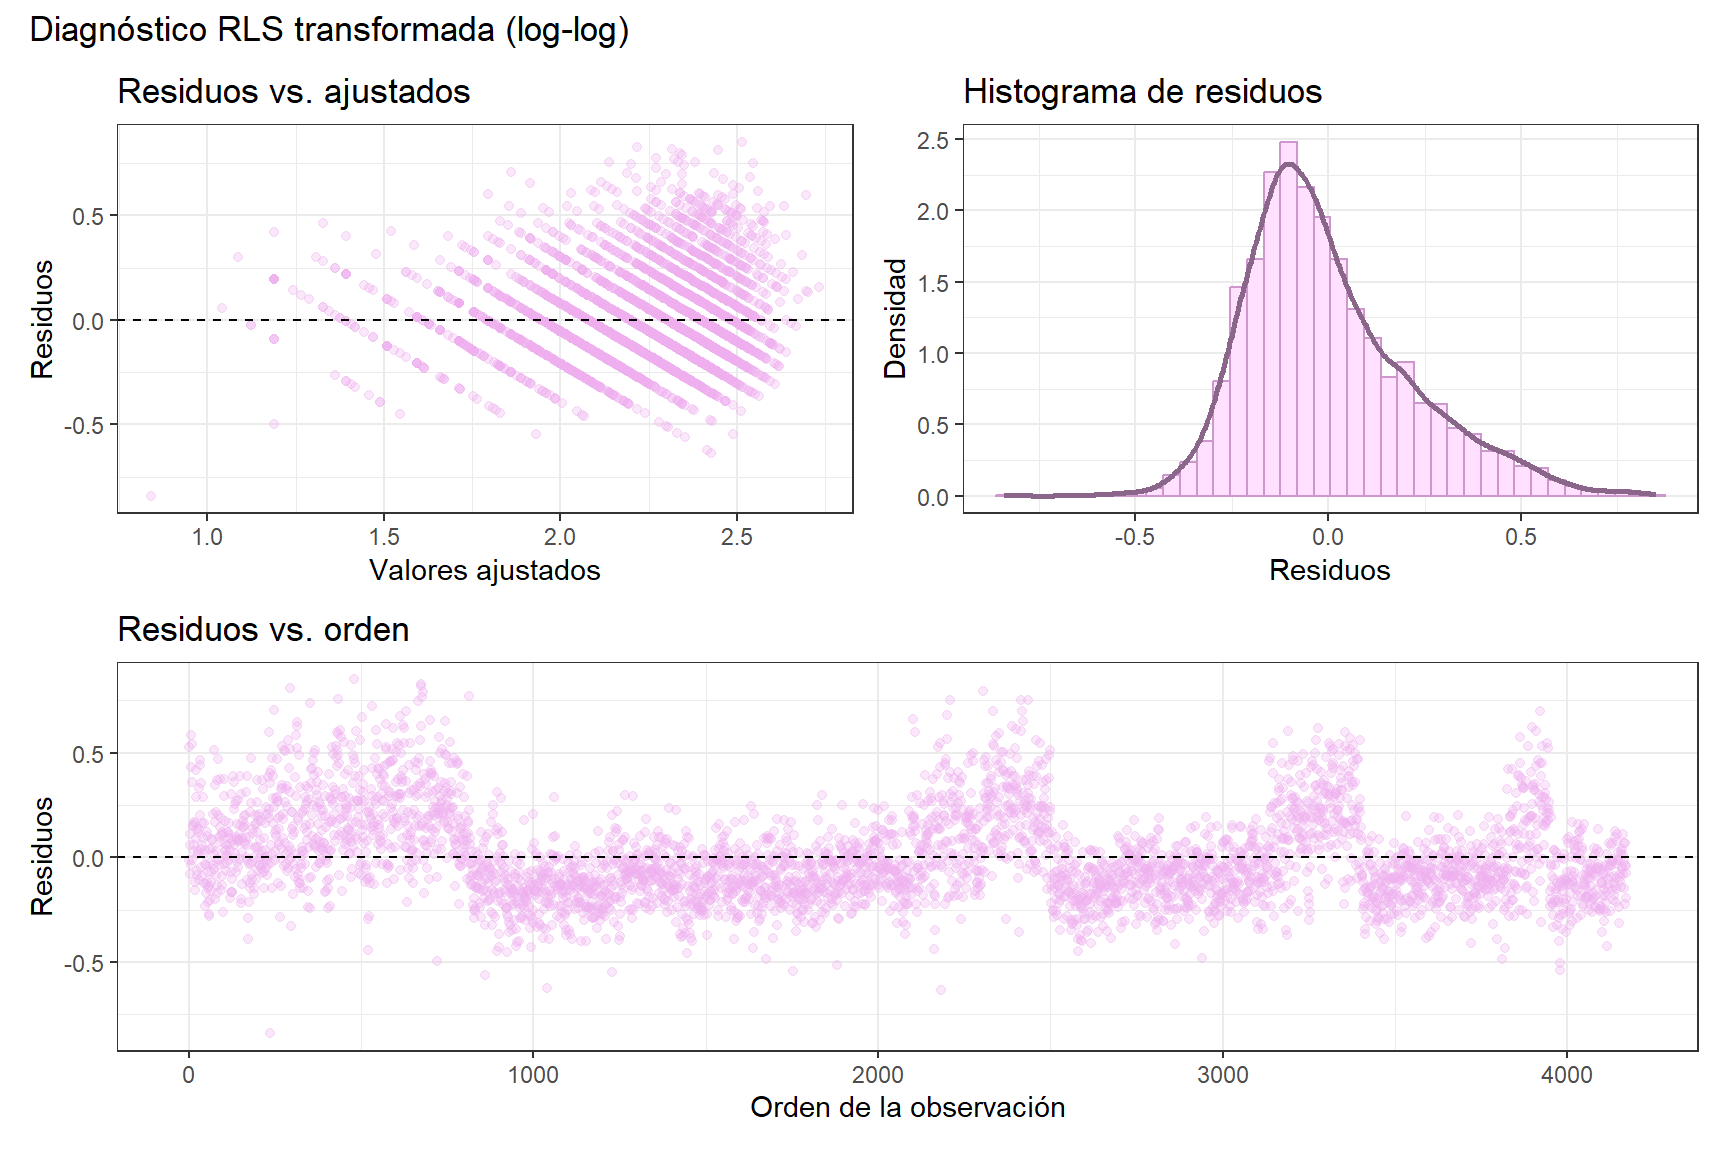 Diagnóstico RLS transformada (log-log)
Residuos vs. ajustados
Residuos
0.5
0.0
-0.5
1.0 1.5 2.0 2.5
Valores ajustados
Histograma de residuos
Densidad
2.5
2.0
1.5
1.0
0.5
0.0
-0.5 0.0 0.5
Residuos
Residuos vs. orden
Residuos
0.5
0.0
-0.5
0 1000 2000 3000 4000
Orden de la observación